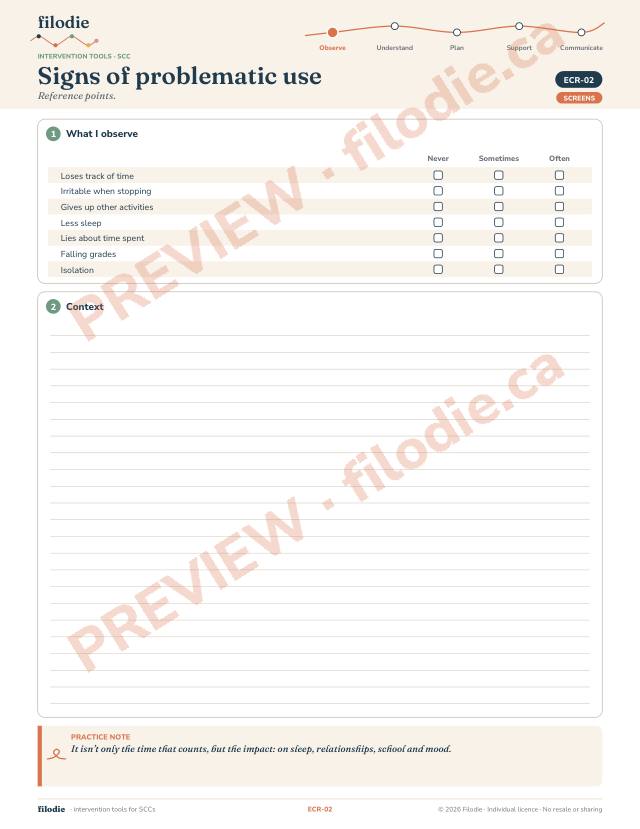 filodie
Observe Understand Plan Support Communicate
INTERVENTION TOOLS · SCC
Signs of problematic use
Reference points.
ECR-02
SCREENS
1 What I observe
Never Sometimes Often
Loses track of time
Irritable when stopping
Gives up other activities
Less sleep
Lies about time spent
Falling grades
Isolation
PREVIEW · filodie.ca
2 Context
PREVIEW · filodie.ca
PRACTICE NOTE
It isn't only the time that counts, but the impact: on sleep, relationships, school and mood.
filodie · intervention tools for SCCs ECR-02 © 2026 Filodie · Individual licence · No resale or sharing